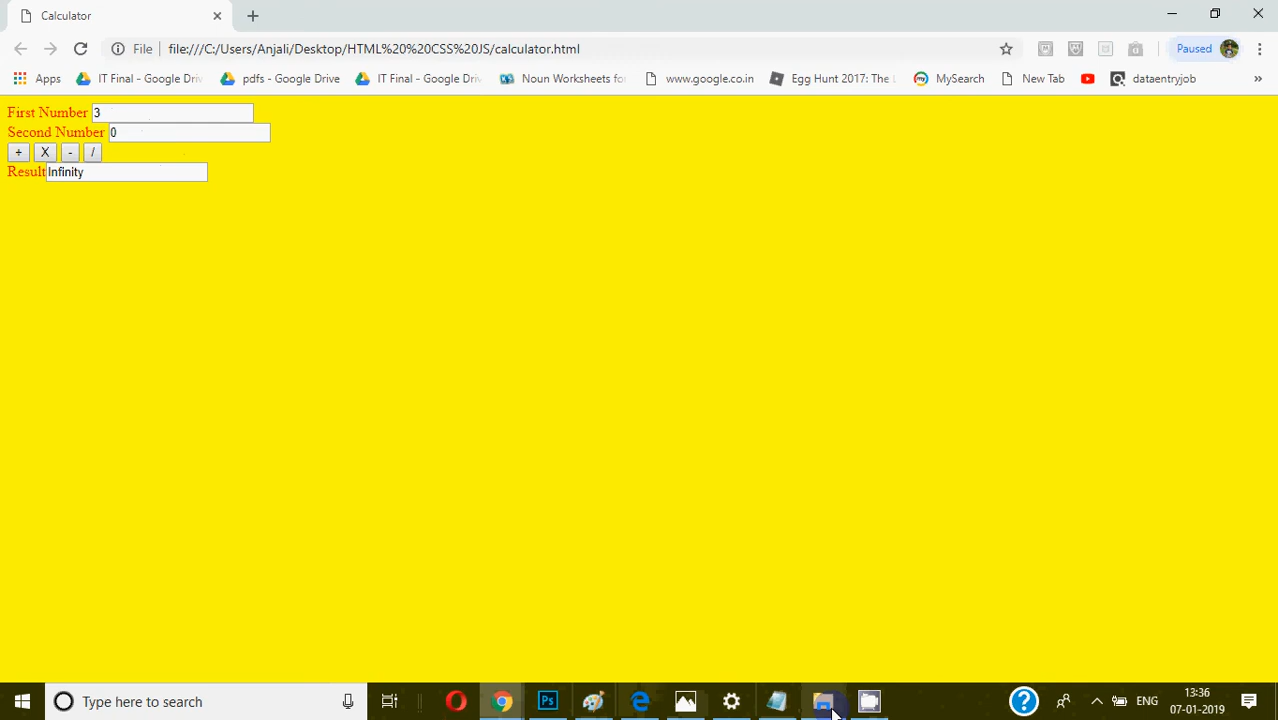 Calculator
File file:///C:/Users/Anjali/Desktop/HTML%20%20CSS%20JS/calculator.html Paused
Apps IT Final - Google Driv pdfs - Google Drive IT Final - Google Driv Noun Worksheets fo www.google.co.in Egg Hunt 2017: The L MySearch New Tab dataentryjob »
First Number 3
Second Number 0
+ X - /
Result Infinity
Type here to search Ps ? ENG 13:36
07-01-2019